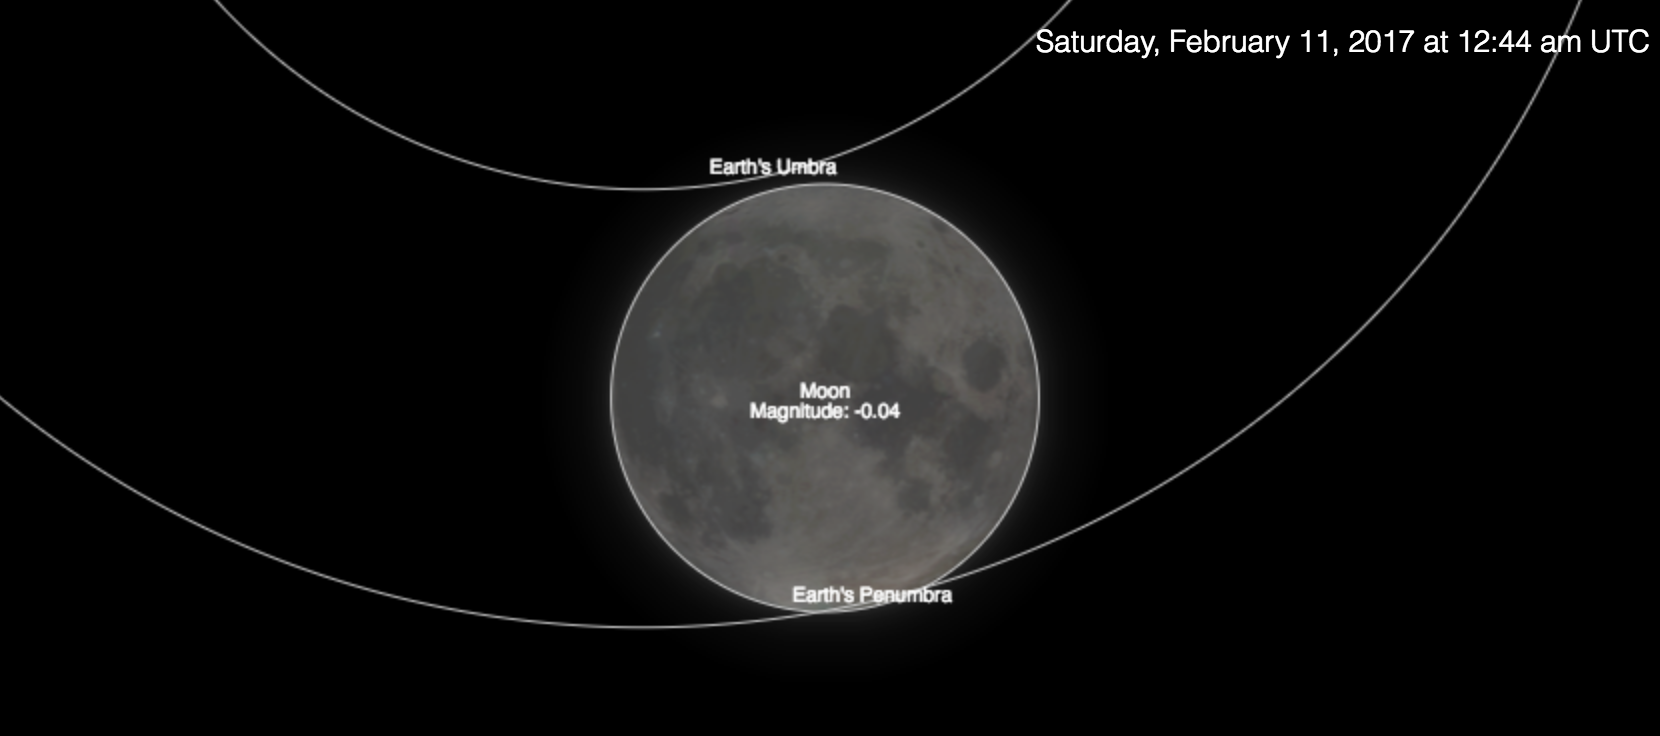 Saturday, February 11, 2017 at 12:44 am UTC
Earth's Umbra
Moon
Magnitude: -0.04
Earth's Penumbra